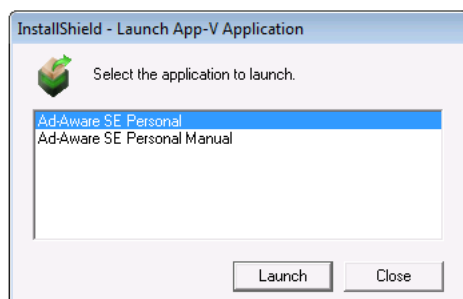 InstallShield - Launch App-V Application
Select the application to launch.
Ad-Aware SE Personal
Ad-Aware SE Personal Manual
Launch Close